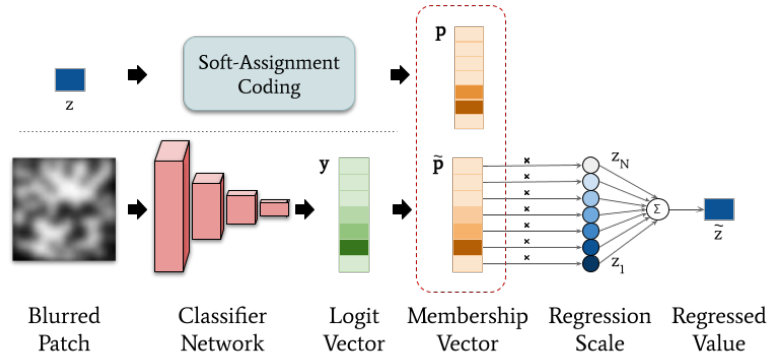 p
Soft-Assignment
Coding
z
y
p̃
z_N
× × × × × × ×
Σ
z̃
z_1
Blurred
Patch
Classifier
Network
Logit
Vector
Membership
Vector
Regression
Scale
Regressed
Value